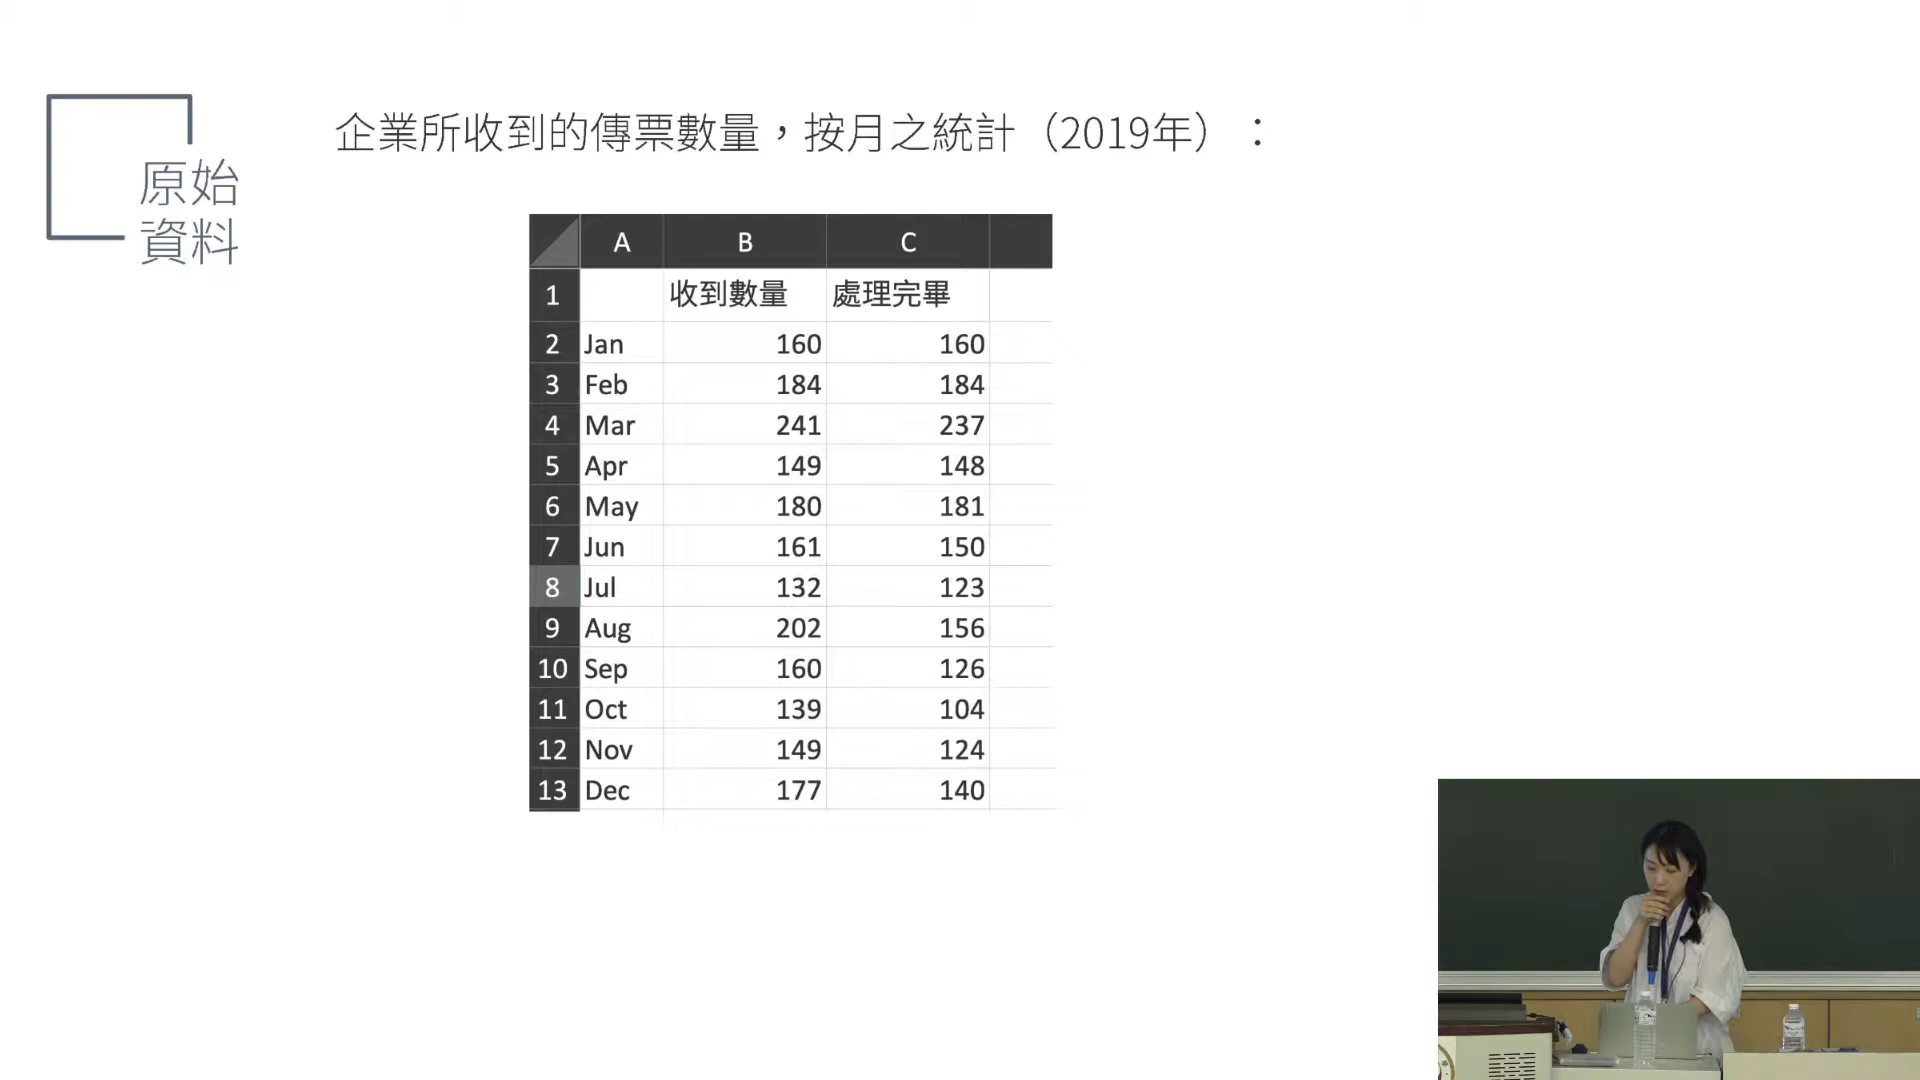 原始
資料
企業所收到的傳票數量，按月之統計（2019年）：
A B C
1 收到數量 處理完畢
2 Jan 160 160
3 Feb 184 184
4 Mar 241 237
5 Apr 149 148
6 May 180 181
7 Jun 161 150
8 Jul 132 123
9 Aug 202 156
10 Sep 160 126
11 Oct 139 104
12 Nov 149 124
13 Dec 177 140